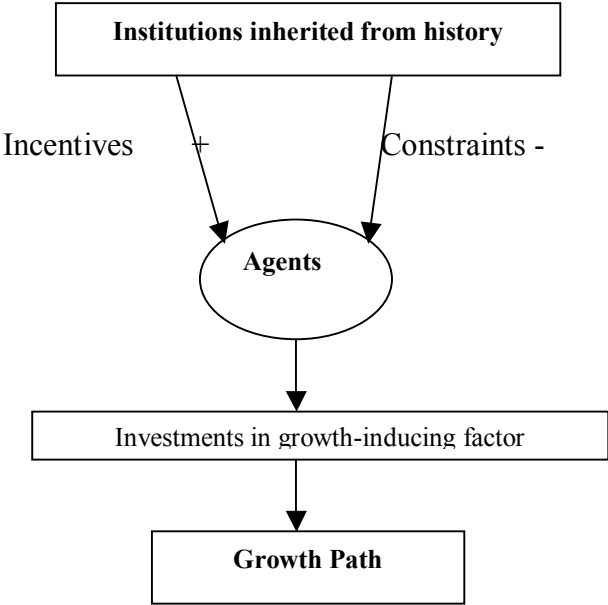 Institutions inherited from history
Incentives + Constraints -
Agents
Investments in growth-inducing factor
Growth Path